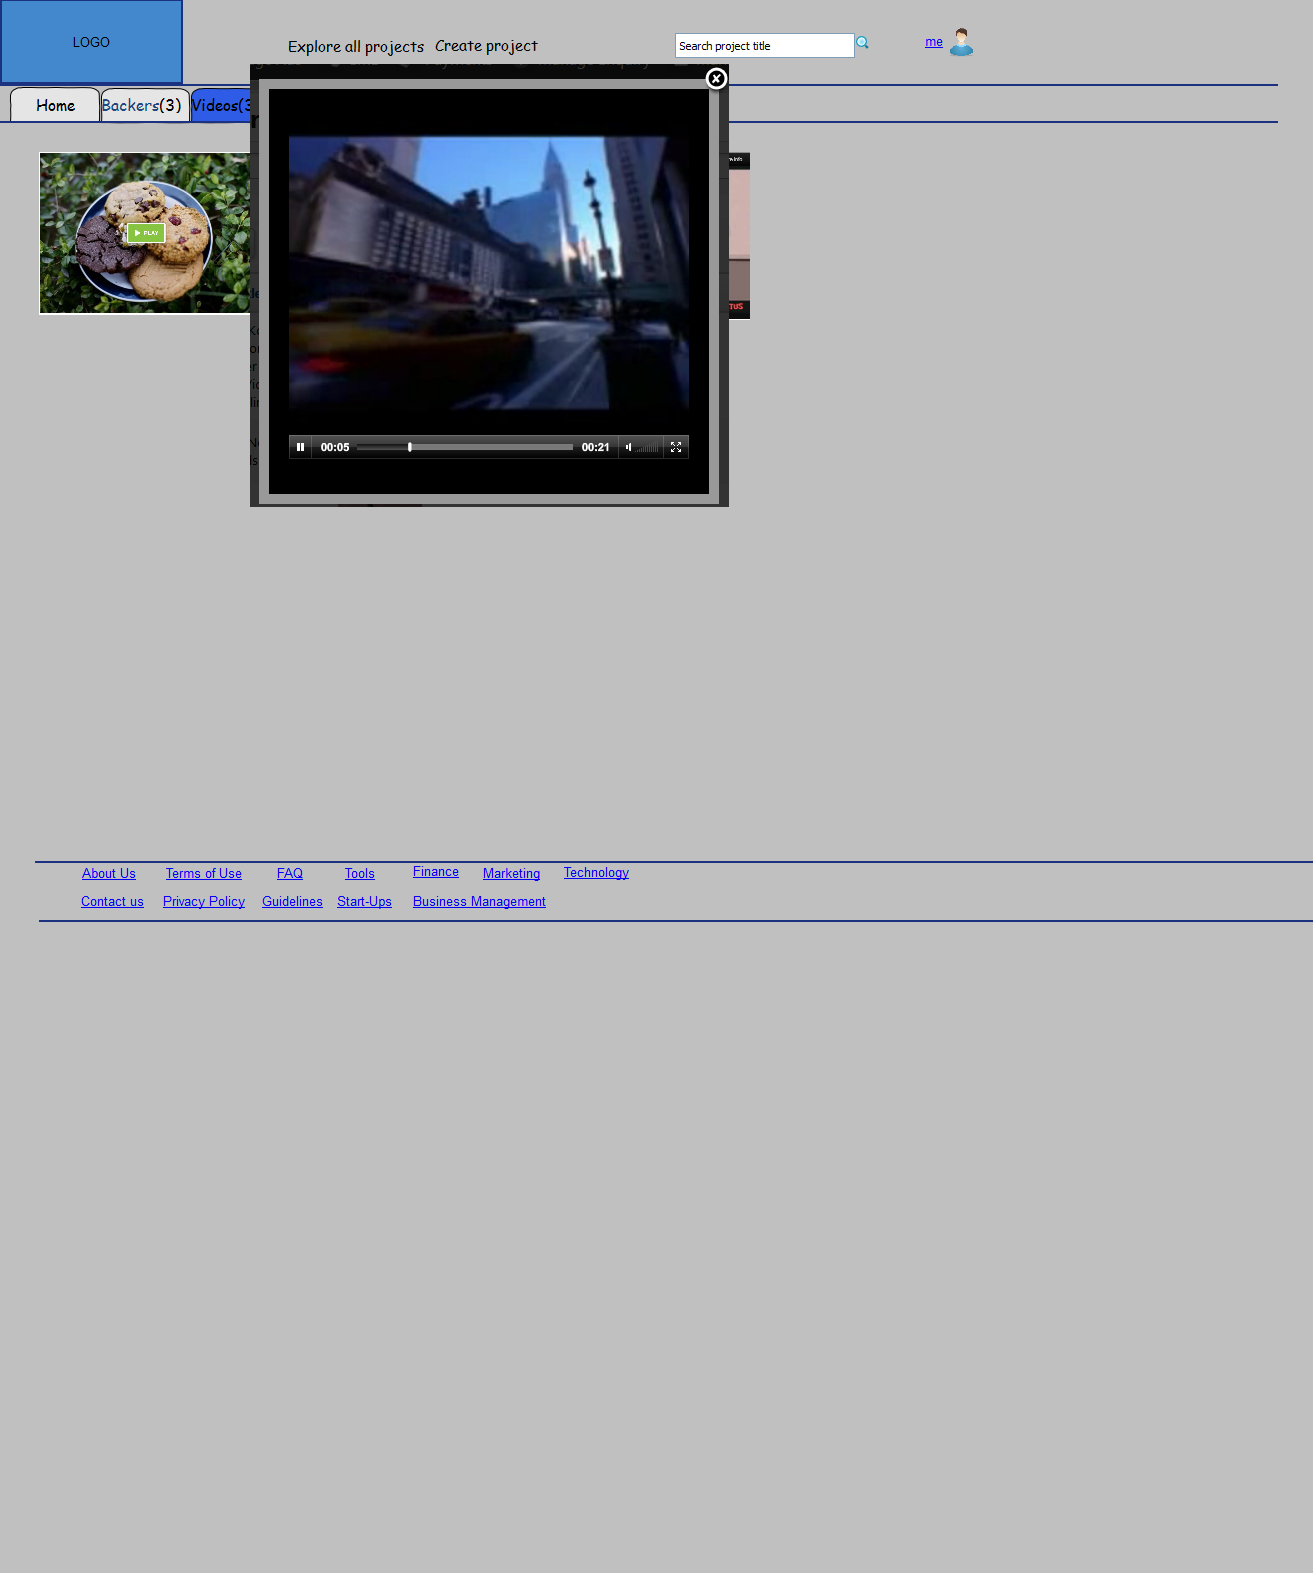 LOGO
Explore all projects
Create project
Search project title
me
Home
Backers(3)
Videos(3
PLAY
00:05
00:21
About Us
Terms of Use
FAQ
Tools
Finance
Marketing
Technology
Contact us
Privacy Policy
Guidelines
Start-Ups
Business Management